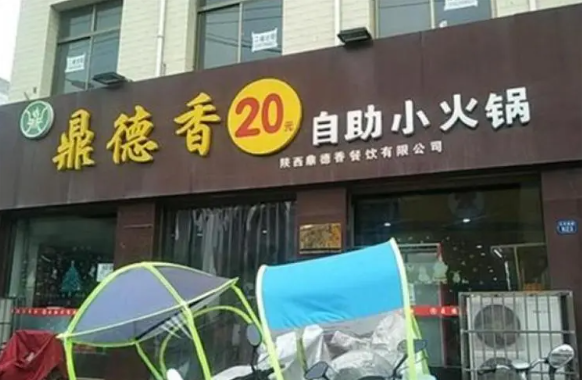 鼎德香 20元 自助小火锅
陕西鼎德香餐饮有限公司